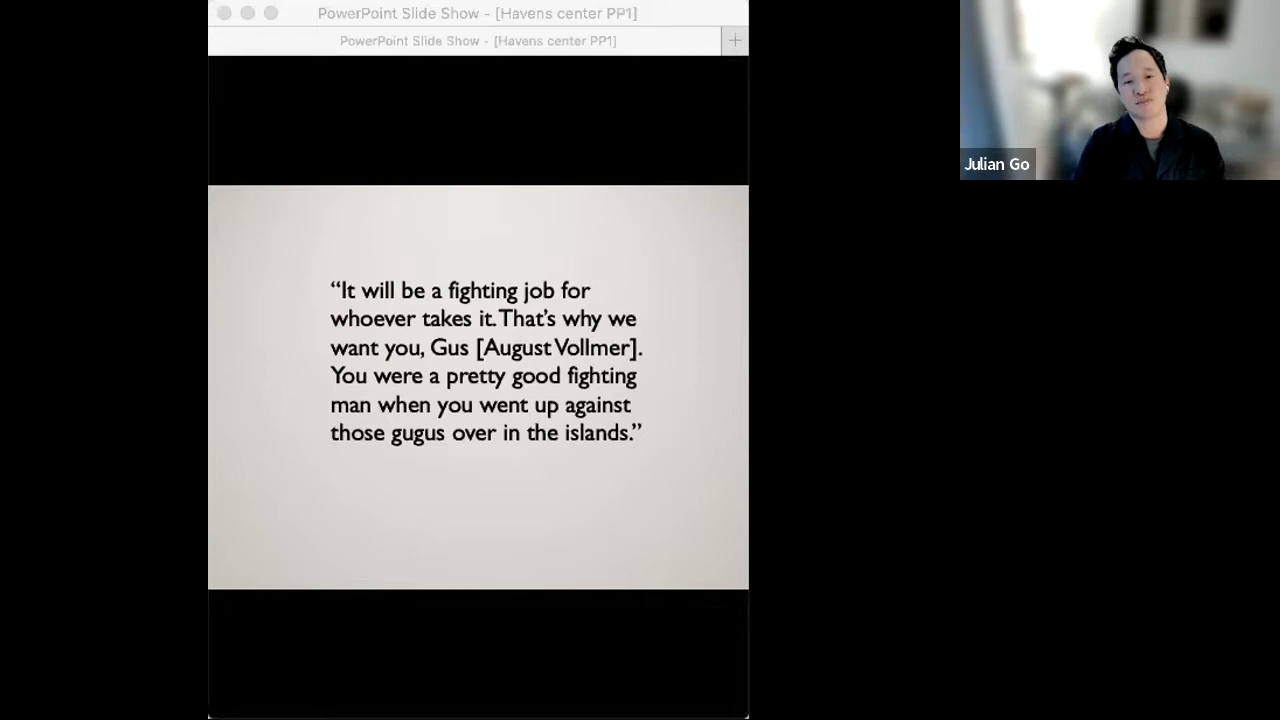 PowerPoint Slide Show - [Havens center PP1]
PowerPoint Slide Show - [Havens center PP1]
“It will be a fighting job for
whoever takes it. That’s why we
want you, Gus [August Vollmer].
You were a pretty good fighting
man when you went up against
those gugus over in the islands.”
Julian Go